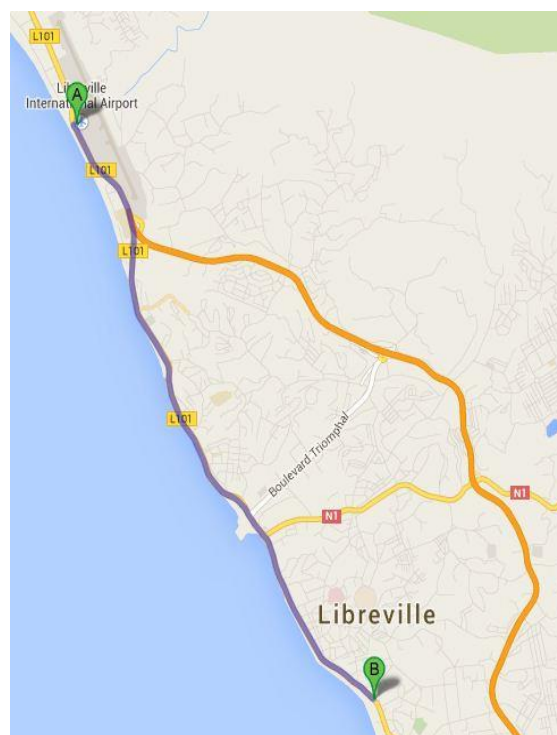 L101
Libreville
International Airport
A
L101
L101
L101
Boulevard Triomphal
N1
N1
Libreville
B